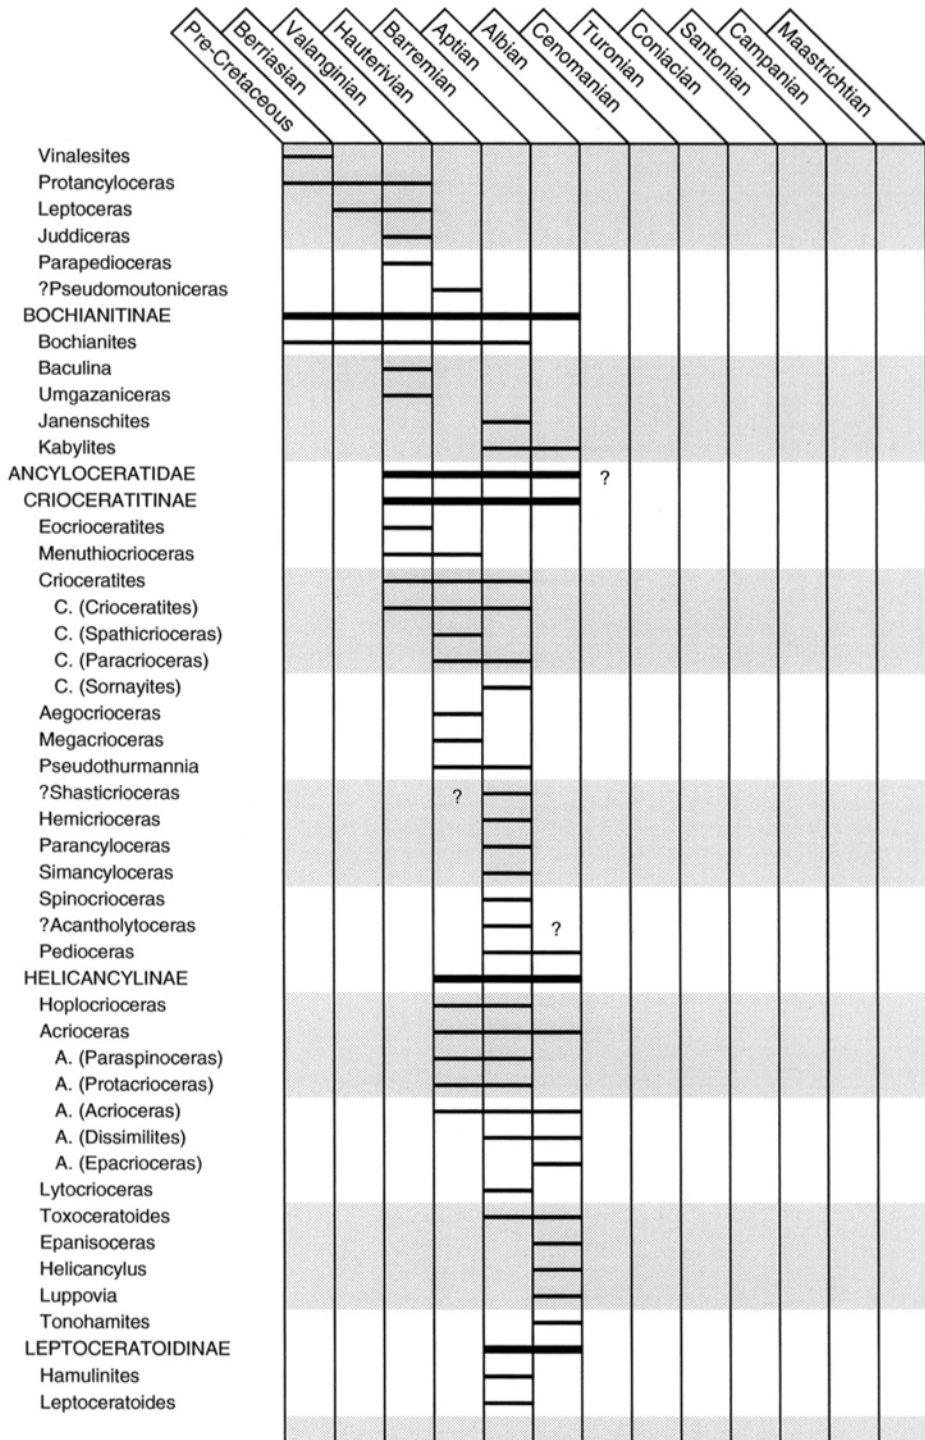 Pre-Cretaceous
Berriasian
Valanginian
Hauterivian
Barremian
Aptian
Albian
Cenomanian
Turonian
Coniacian
Santonian
Campanian
Maastrichtian
Vinalesites
Protancyloceras
Leptoceras
Juddiceras
Parapedioceras
?Pseudomoutoniceras
BOCHIANITINAE
Bochianites
Baculina
Umgazaniceras
Janenschites
Kabylites
ANCYLOCERATIDAE ?
CRIOCERATITINAE
Eocrioceratites
Menuthiocrioceras
Crioceratites
C. (Crioceratites)
C. (Spathicrioceras)
C. (Paracrioceras)
C. (Sornayites)
Aegocrioceras
Megacrioceras
Pseudothurmannia
?Shasticrioceras ?
Hemicrioceras
Parancyloceras
Simancyloceras
Spinocrioceras
?Acantholytoceras ?
Pedioceras
HELICANCYLINAE
Hoplocrioceras
Acrioceras
A. (Paraspinoceras)
A. (Protacrioceras)
A. (Acrioceras)
A. (Dissimilites)
A. (Epacrioceras)
Lytocrioceras
Toxoceratoides
Epanisoceras
Helicancylus
Luppovia
Tonohamites
LEPTOCERATOIDINAE
Hamulinites
Leptoceratoides